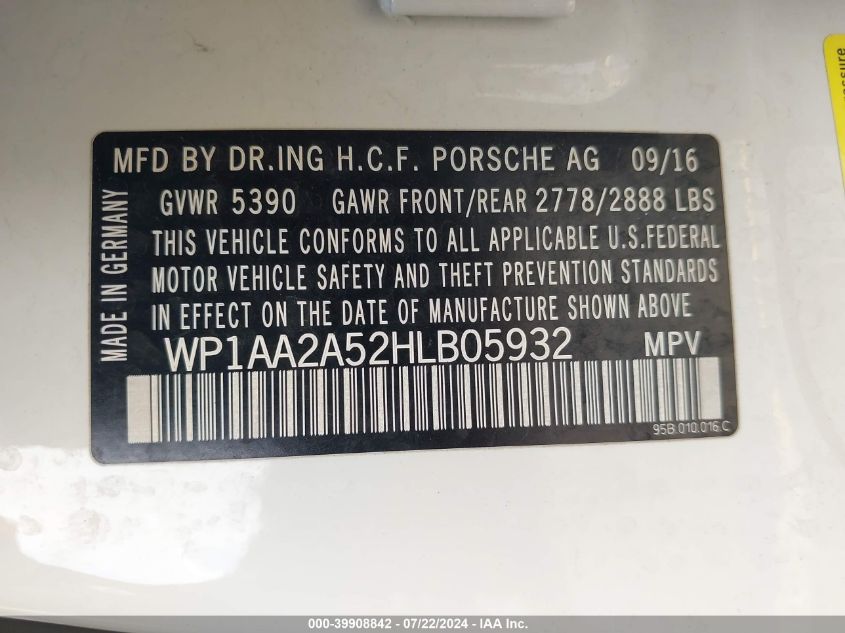 MFD BY DR.ING H.C.F. PORSCHE AG 09/16
GVWR 5390 GAWR FRONT/REAR 2778/2888 LBS
THIS VEHICLE CONFORMS TO ALL APPLICABLE U.S.FEDERAL
MOTOR VEHICLE SAFETY AND THEFT PREVENTION STANDARDS
IN EFFECT ON THE DATE OF MANUFACTURE SHOWN ABOVE
WP1AA2A52HLB05932 MPV
95B 010.016 C
MADE IN GERMANY
000-39908842 - 07/22/2024 - IAA Inc.